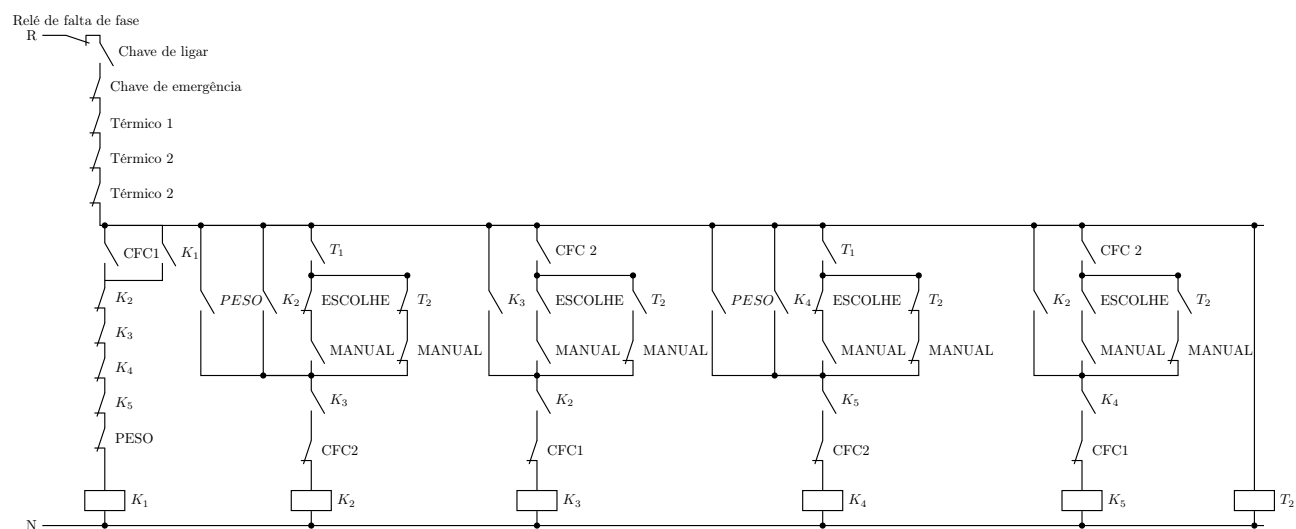 Relé de falta de fase
R
Chave de ligar
Chave de emergência
Térmico 1
Térmico 2
Térmico 2
CFC1 K₁ T₁ CFC 2 T₁ CFC 2
K₂ PESO K₂ ESCOLHE T₂ K₃ ESCOLHE T₂ PESO K₄ ESCOLHE T₂ K₂ ESCOLHE T₂
K₃ MANUAL MANUAL MANUAL MANUAL MANUAL MANUAL MANUAL MANUAL
K₄
K₅ K₃ K₂ K₅ K₄
PESO CFC2 CFC1 CFC2 CFC1
K₁ K₂ K₃ K₄ K₅ T₂
N